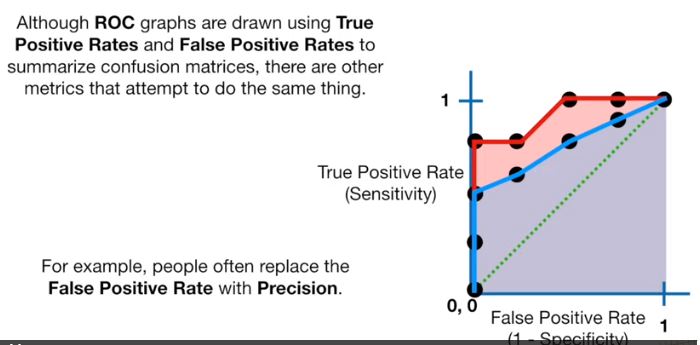 Although ROC graphs are drawn using True
Positive Rates and False Positive Rates to
summarize confusion matrices, there are other
metrics that attempt to do the same thing.
1
True Positive Rate
(Sensitivity)
For example, people often replace the
False Positive Rate with Precision.
0, 0
False Positive Rate
1
(1 - Specificity)